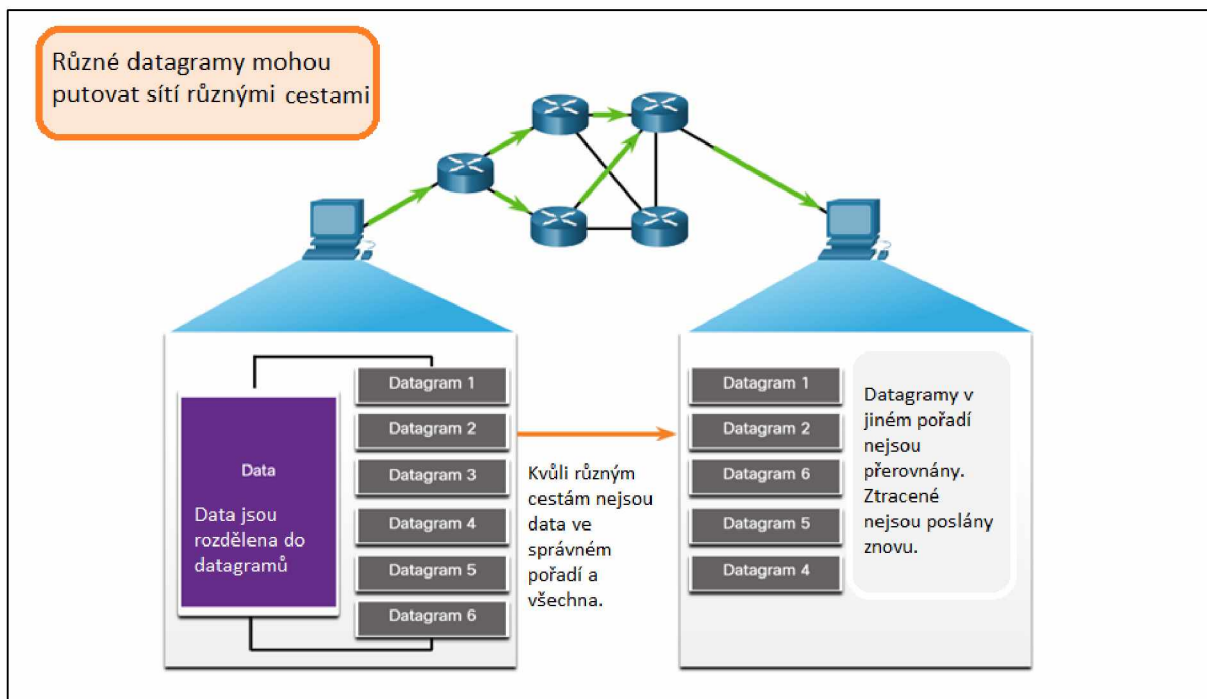 Různé datagramy mohou
putovat sítí různými cestami
Data
Data jsou
rozdělena do
datagramů
Datagram 1
Datagram 2
Datagram 3
Datagram 4
Datagram 5
Datagram 6
Kvůli různým
cestám nejsou
data ve
správném
pořadí a
všechna.
Datagram 1
Datagram 2
Datagram 6
Datagram 5
Datagram 4
Datagramy v
jiném pořadí
nejsou
přerovnány.
Ztracené
nejsou poslány
znovu.